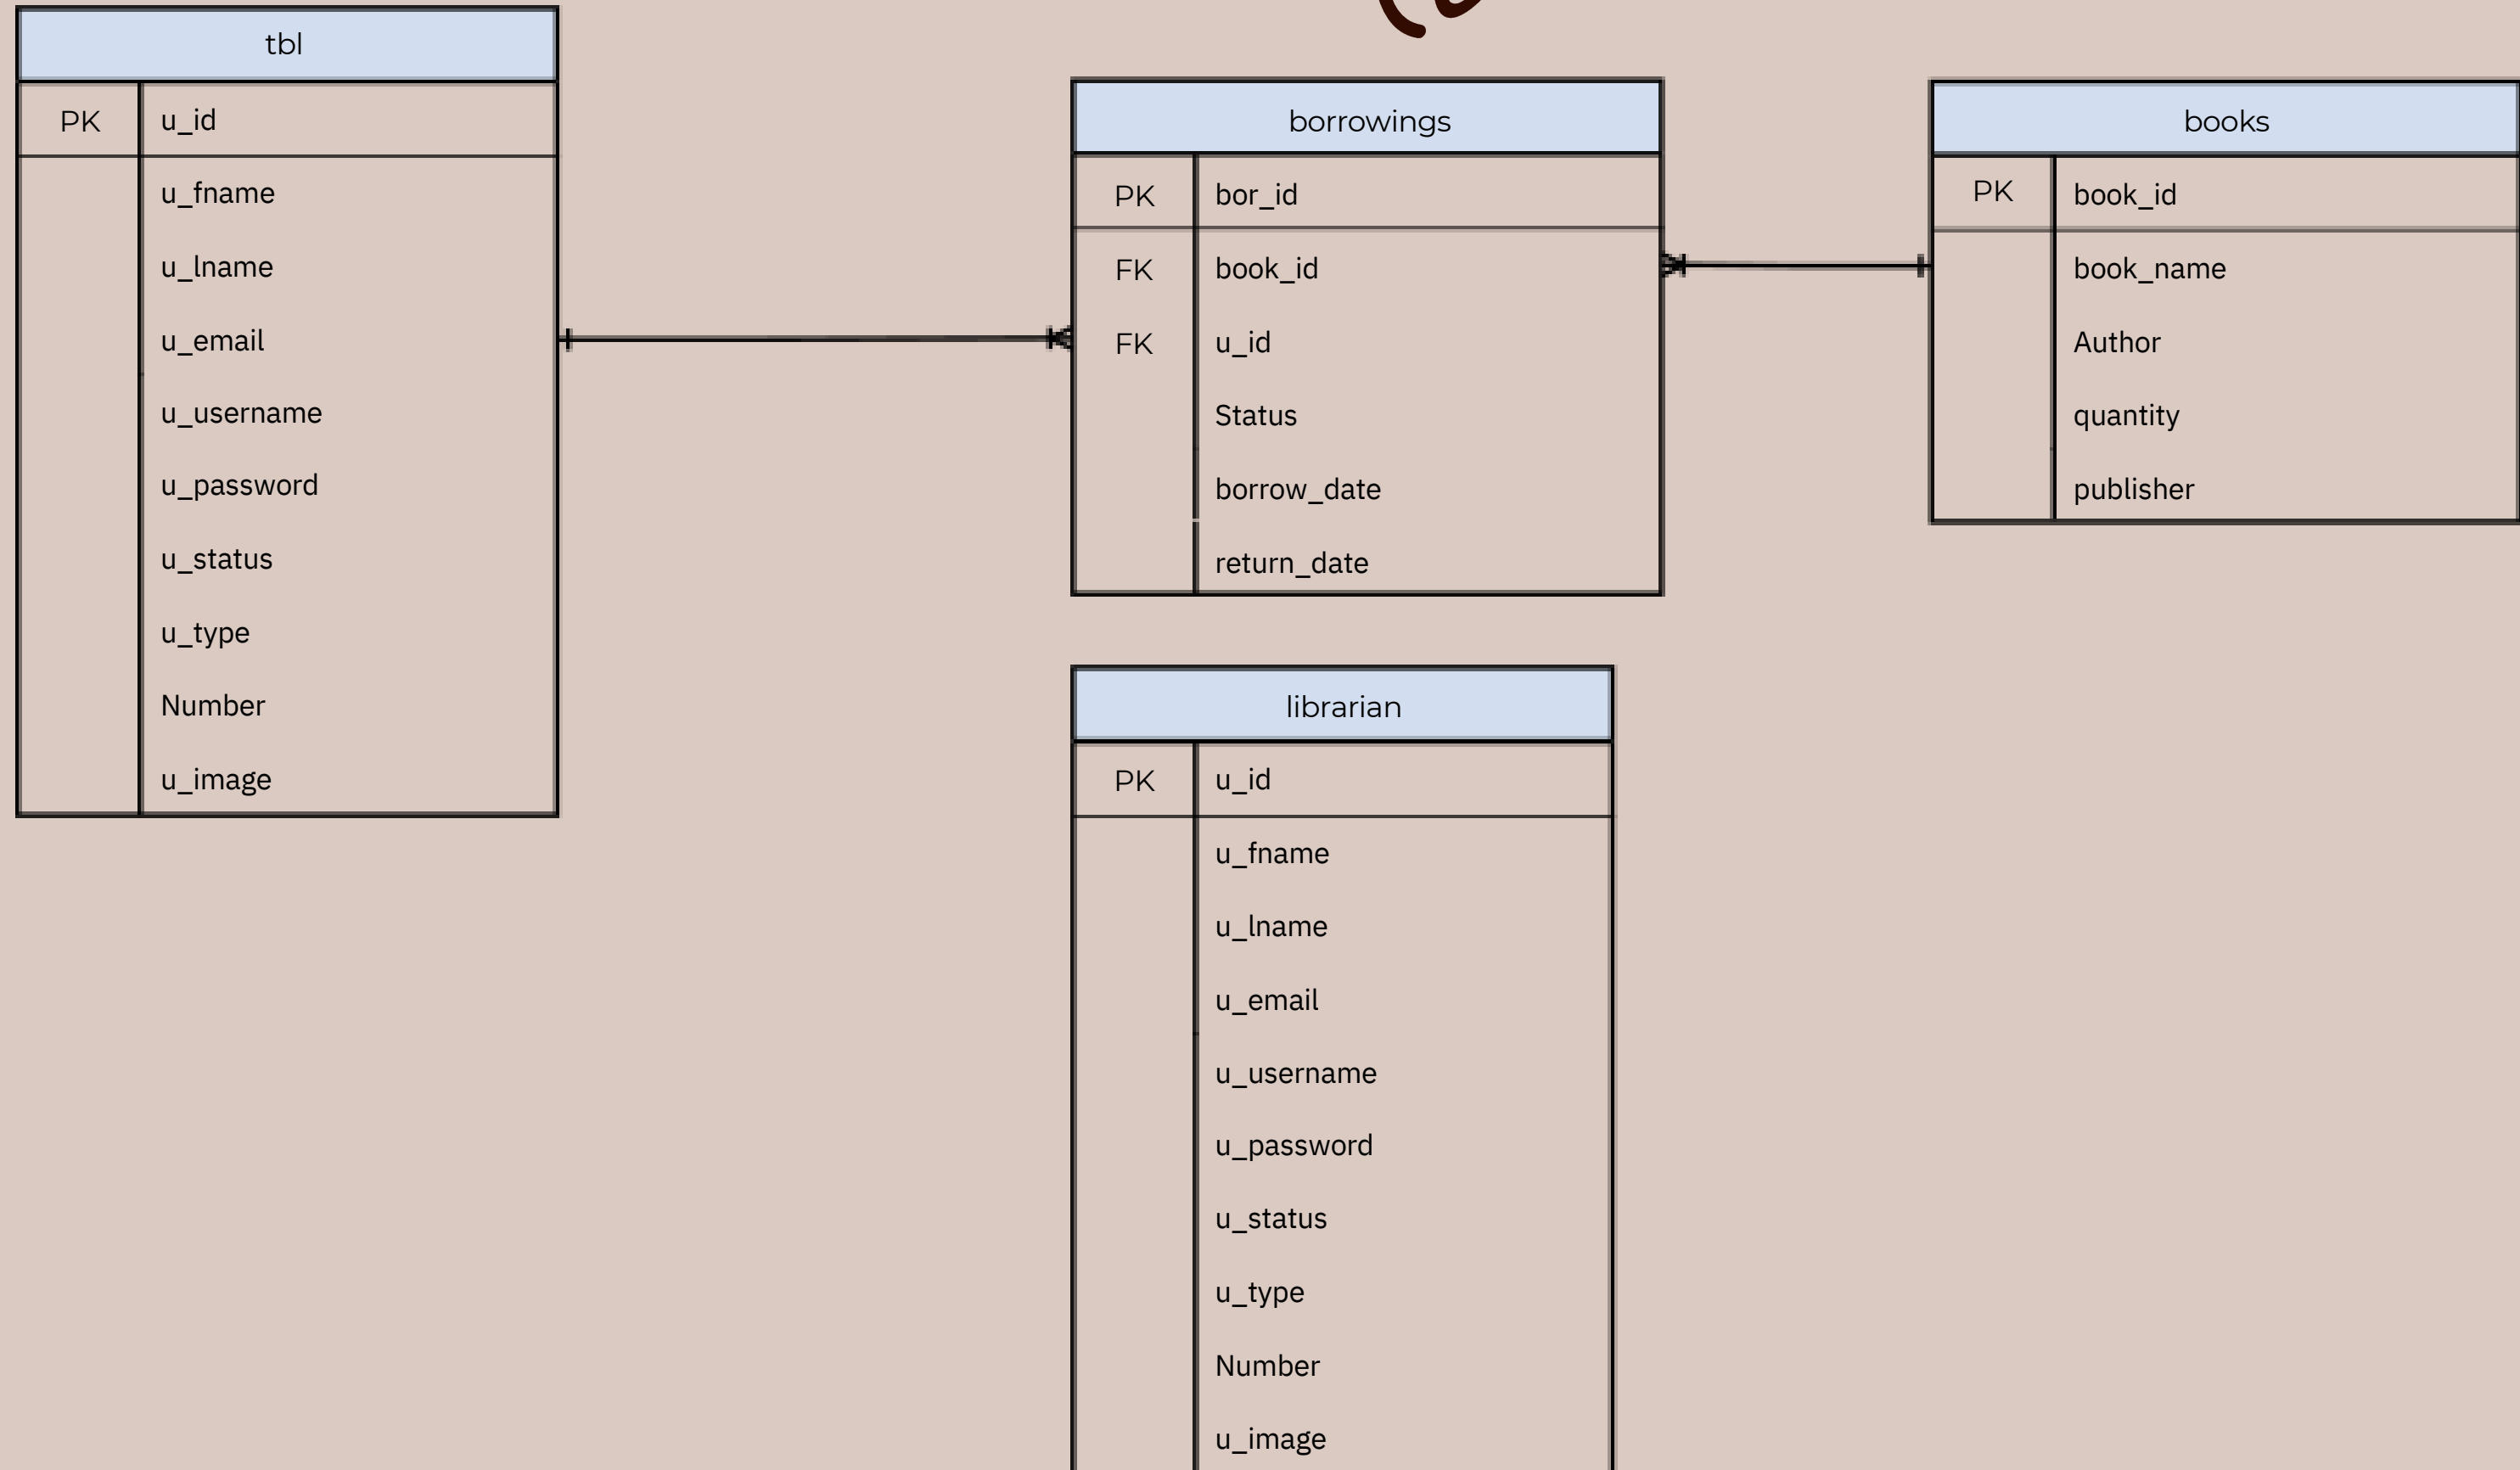 tbl
PK u_id
u_fname
u_lname
u_email
u_username
u_password
u_status
u_type
Number
u_image
borrowings
PK bor_id
FK book_id
FK u_id
Status
borrow_date
return_date
books
PK book_id
book_name
Author
quantity
publisher
librarian
PK u_id
u_fname
u_lname
u_email
u_username
u_password
u_status
u_type
Number
u_image